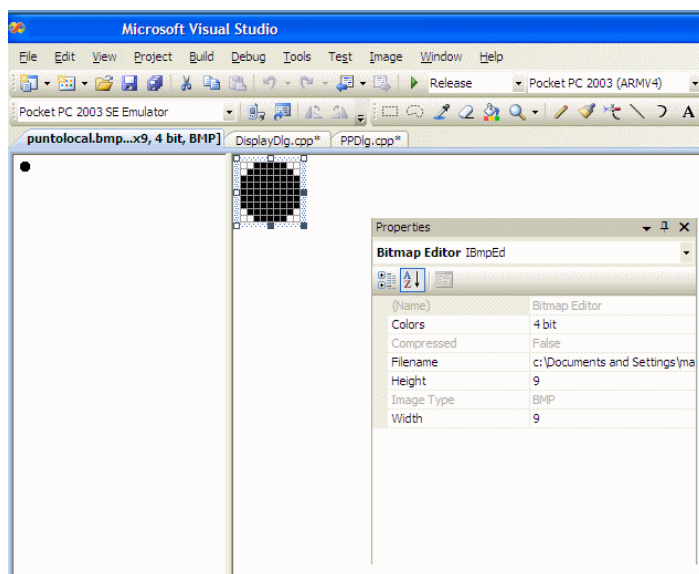 Microsoft Visual Studio
File Edit View Project Build Debug Tools Test Image Window Help
Release Pocket PC 2003 (ARMV4)
Pocket PC 2003 SE Emulator A
puntolocal.bmp...x9, 4 bit, BMP] DisplayDlg.cpp* PPDlg.cpp*
Properties
Bitmap Editor IBmpEd
(Name) Bitmap Editor
Colors 4 bit
Compressed False
Filename c:\Documents and Settings\ma
Height 9
Image Type BMP
Width 9